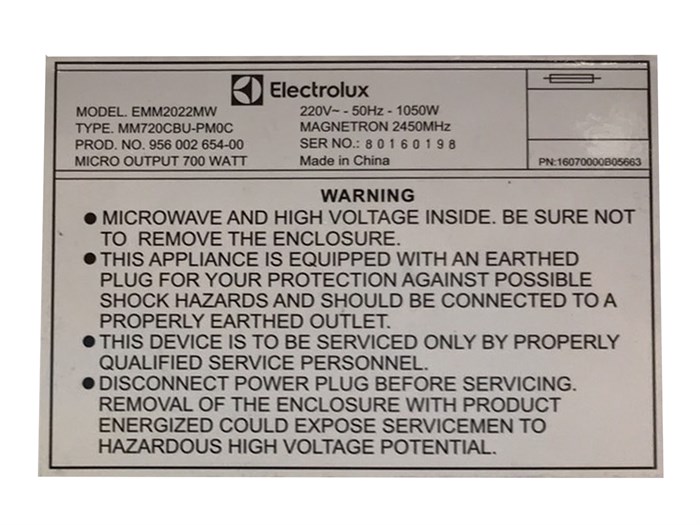 Electrolux
MODEL. EMM2022MW
220V~ - 50Hz - 1050W
TYPE. MM720CBU-PM0C
MAGNETRON 2450MHz
PROD. NO. 956 002 654-00
SER NO.: 80160198
MICRO OUTPUT 700 WATT
Made in China
PN:16070000B05663
WARNING
● MICROWAVE AND HIGH VOLTAGE INSIDE. BE SURE NOT
TO REMOVE THE ENCLOSURE.
● THIS APPLIANCE IS EQUIPPED WITH AN EARTHED
PLUG FOR YOUR PROTECTION AGAINST POSSIBLE
SHOCK HAZARDS AND SHOULD BE CONNECTED TO A
PROPERLY EARTHED OUTLET.
● THIS DEVICE IS TO BE SERVICED ONLY BY PROPERLY
QUALIFIED SERVICE PERSONNEL.
● DISCONNECT POWER PLUG BEFORE SERVICING.
REMOVAL OF THE ENCLOSURE WITH PRODUCT
ENERGIZED COULD EXPOSE SERVICEMEN TO
HAZARDOUS HIGH VOLTAGE POTENTIAL.